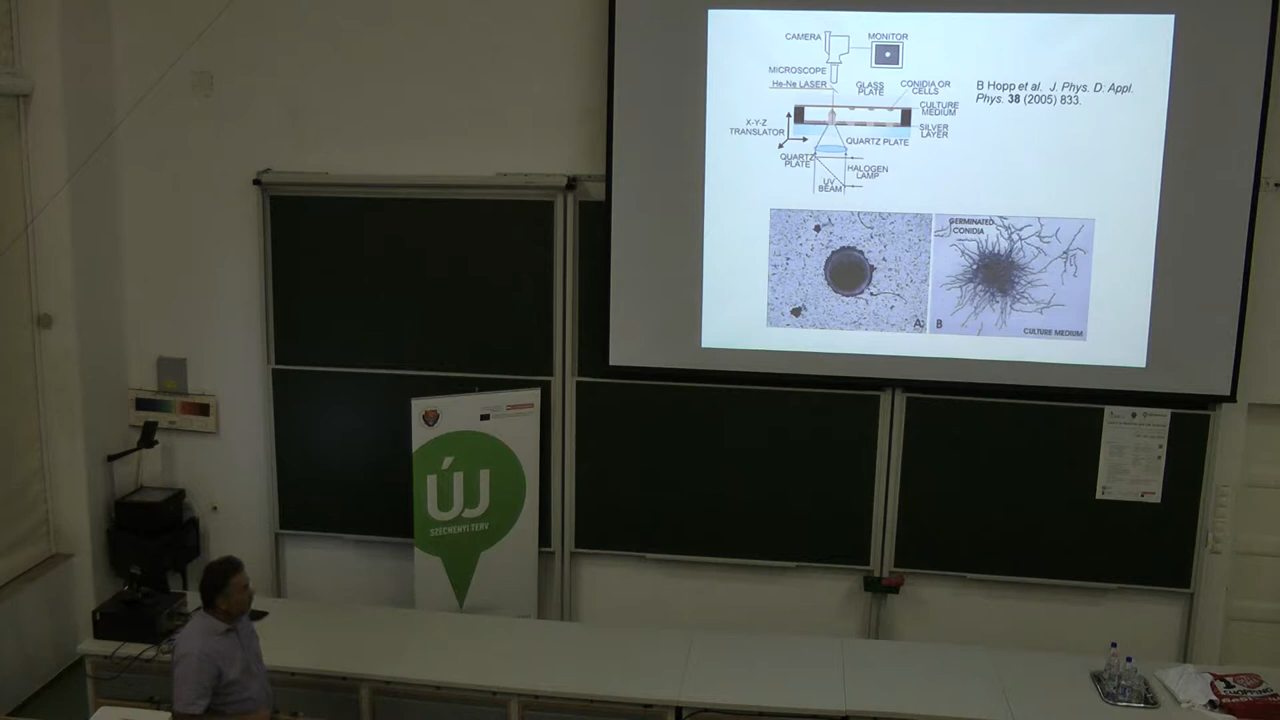 CAMERA
MONITOR
MICROSCOPE
He-Ne LASER
GLASS
PLATE
CONIDIA OR
CELLS
CULTURE
MEDIUM
X-Y-Z
TRANSLATOR
SILVER
LAYER
QUARTZ PLATE
QUARTZ
PLATE
HALOGEN
LAMP
UV
BEAM
B Hopp et al. J. Phys. D: Appl.
Phys. 38 (2005) 833.
GERMINATED
CONIDIA
A
B
CULTURE MEDIUM
ÚJ
SZÉCHENYI TERV
I
SHOPPING